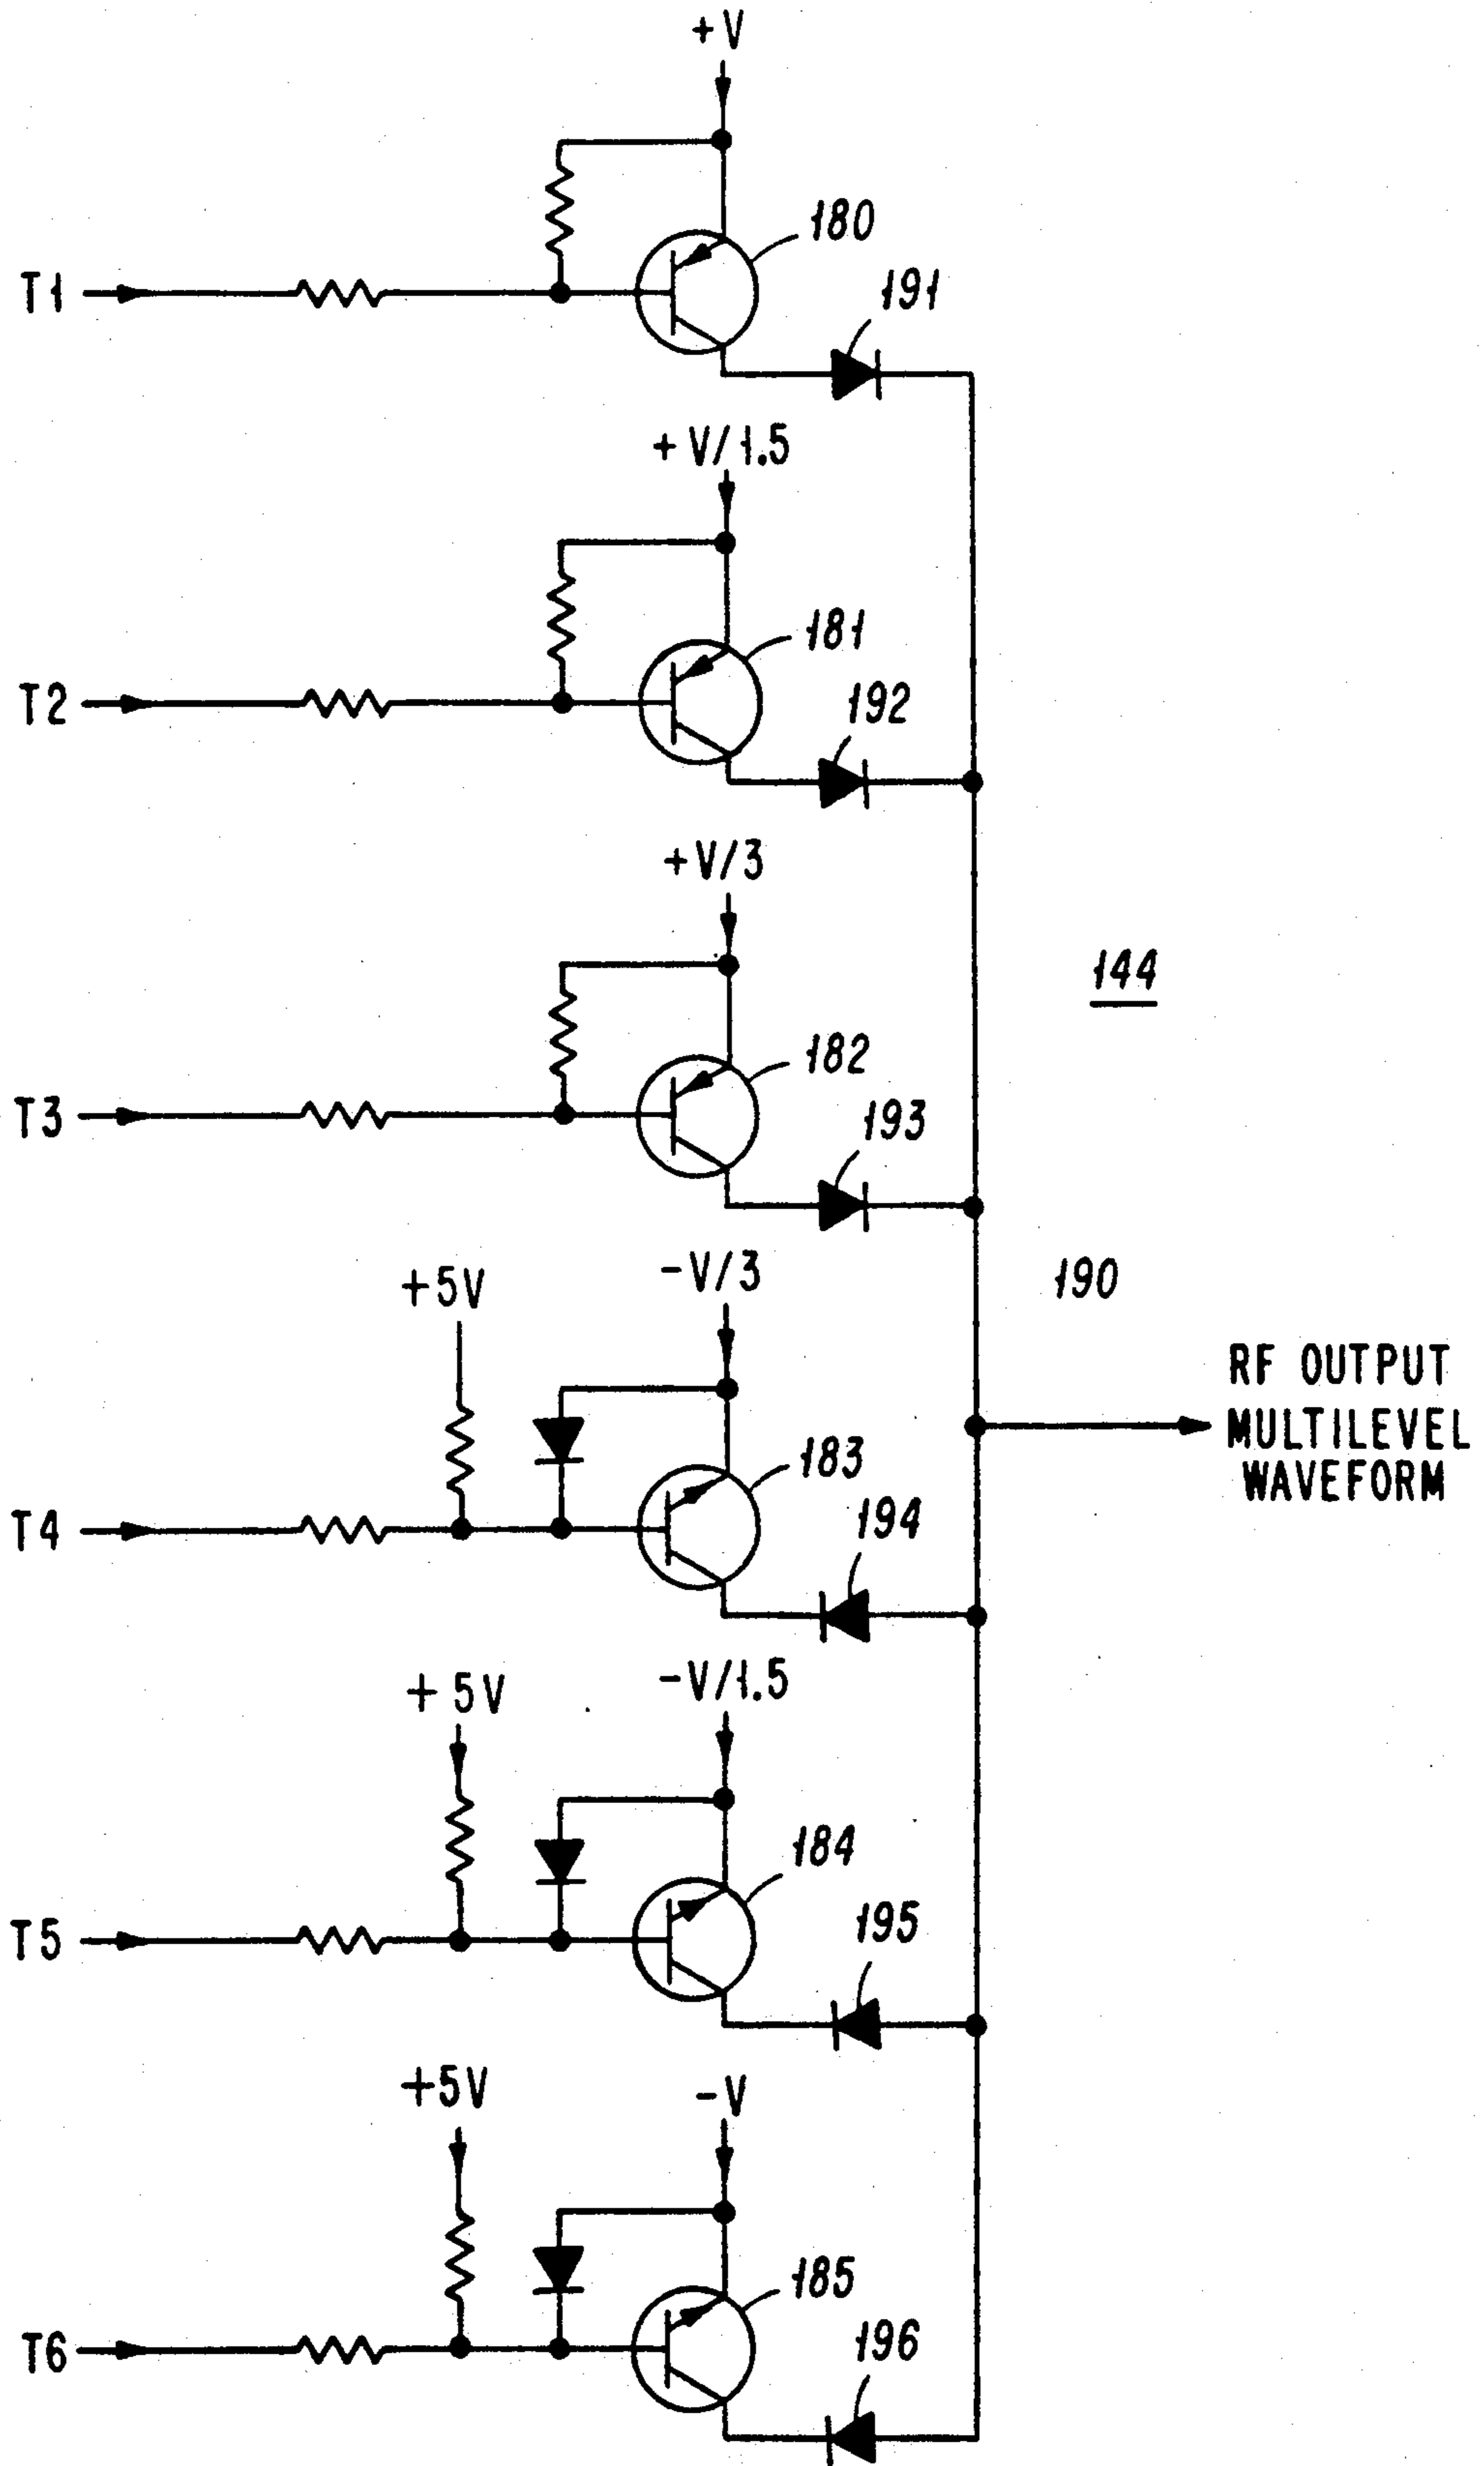 +V
180
T1
191
+V/1.5
181
T2
192
+V/3
144
182
T3
193
-V/3
+5V
190
RF OUTPUT
MULTILEVEL
WAVEFORM
183
T4
194
-V/1.5
+5V
184
T5
195
+5V
-V
185
T6
196